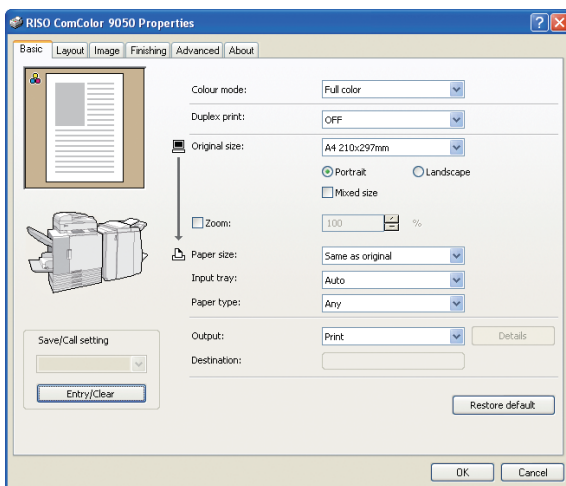 RISO ComColor 9050 Properties
Basic Layout Image Finishing Advanced About
Colour mode: Full color
Duplex print: OFF
Original size: A4 210x297mm
Portrait Landscape
Mixed size
Zoom: 100 %
Paper size: Same as original
Input tray: Auto
Paper type: Any
Save/Call setting
Entry/Clear
Output: Print Details
Destination:
Restore default
OK Cancel